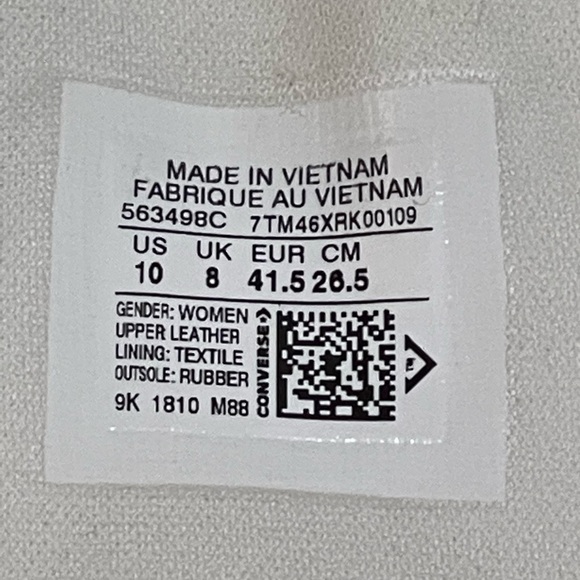 MADE IN VIETNAM
FABRIQUE AU VIETNAM
563498C 7TM46XRK00109
US UK EUR CM
10 8 41.5 26.5
GENDER: WOMEN
UPPER LEATHER
LINING: TEXTILE
OUTSOLE: RUBBER
9K 1810 M88
CONVERSE
E